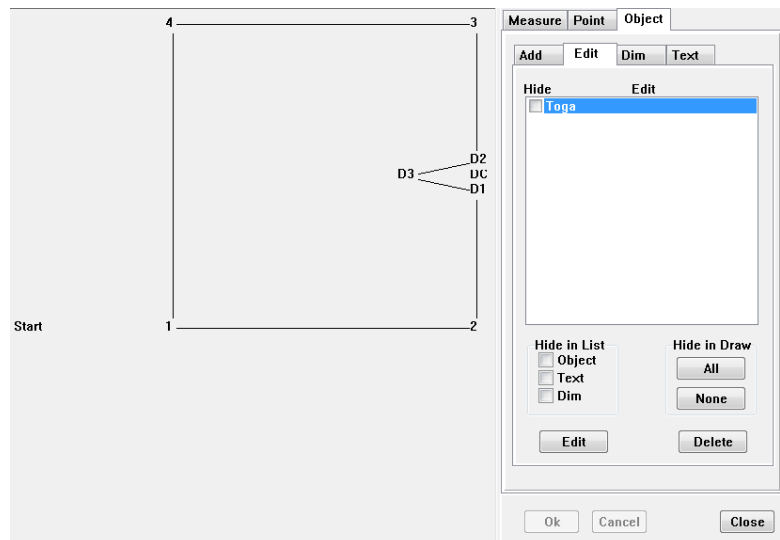 4 3
D2
D3 DC
D1
Start 1 2
Measure Point Object
Add Edit Dim Text
Hide Edit
Toga
Hide in List Hide in Draw
Object
Text
Dim
All
None
Edit Delete
Ok Cancel Close